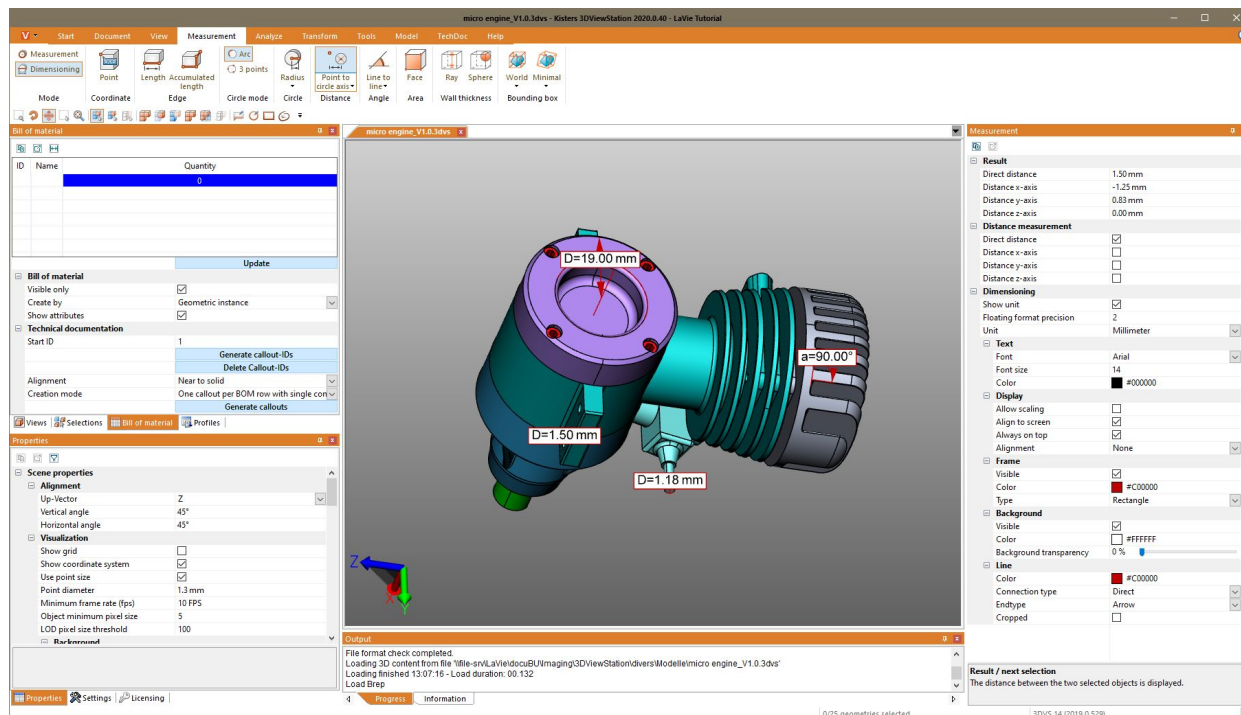 micro engine_V1.0.3dvs - Kisters 3DViewStation 2020.0.40 - LaVie Tutorial
V Start Document View Measurement Analyze Transform Tools Model TechDoc Help
Measurement
Dimensioning
Mode
Point
Coordinate
Length Accumulated length
Edge
Arc
3 points
Circle mode
Radius
Circle
Point to circle axis
Distance
Line to line
Angle
Face
Area
Ray Sphere
Wall thickness
World Minimal
Bounding box
Bill of material
ID Name Quantity
0
Update
Bill of material
Visible only
Create by Geometric instance
Show attributes
Technical documentation
Start ID 1
Generate callout-IDs
Delete Callout-IDs
Alignment Near to solid
Creation mode One callout per BOM row with single con
Generate callouts
Views Selections Bill of material Profiles
Properties
Scene properties
Alignment
Up-Vector Z
Vertical angle 45°
Horizontal angle 45°
Visualization
Show grid
Show coordinate system
Use point size
Point diameter 1.3 mm
Minimum frame rate (fps) 10 FPS
Object minimum pixel size 5
LOD pixel size threshold 100
Background
Properties Settings Licensing
micro engine_V1.0.3dvs
D=19.00 mm
a=90.00°
D=1.50 mm
D=1.18 mm
Z
X
Y
Output
File format check completed.
Loading 3D content from file '\\file-srv\LaVie\docuBU\Imaging\3DViewStation\divers\Modelle\micro engine_V1.0.3dvs'
Loading finished 13:07:16 - Load duration: 00.132
Load Brep
Progress Information
Measurement
Result
Direct distance 1.50 mm
Distance x-axis -1.25 mm
Distance y-axis 0.83 mm
Distance z-axis 0.00 mm
Distance measurement
Direct distance
Distance x-axis
Distance y-axis
Distance z-axis
Dimensioning
Show unit
Floating format precision 2
Unit Millimeter
Text
Font Arial
Font size 14
Color #000000
Display
Allow scaling
Align to screen
Always on top
Alignment None
Frame
Visible
Color #C00000
Type Rectangle
Background
Visible
Color #FFFFFF
Background transparency 0 %
Line
Color #C00000
Connection type Direct
Endtype Arrow
Cropped
Result / next selection
The distance between the two selected objects is displayed.
0/25 geometries selected
3DVS 14 (2019.0.529)